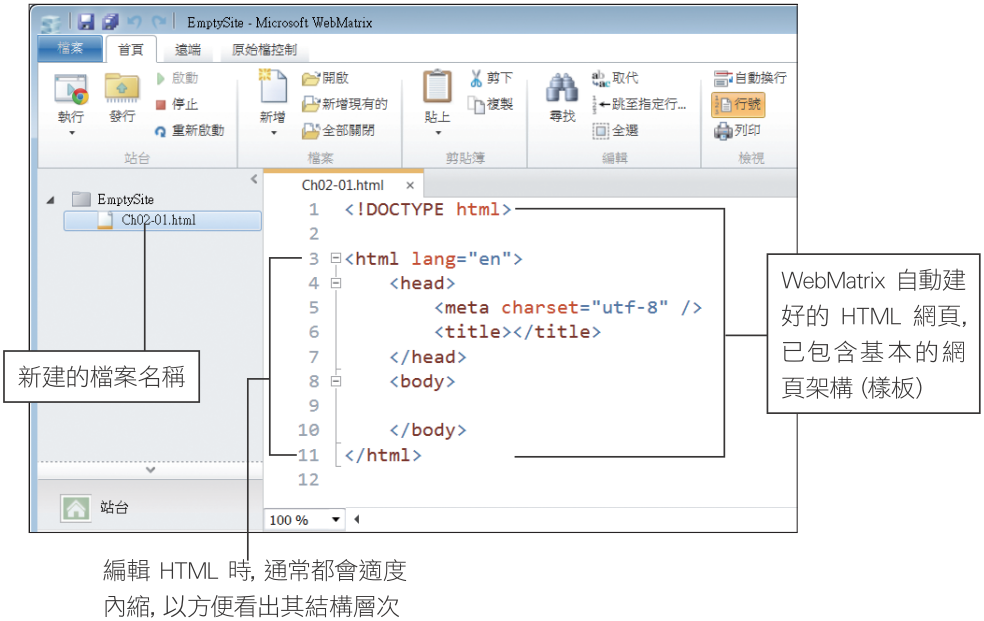 EmptySite - Microsoft WebMatrix
檔案 首頁 遠端 原始檔控制
執行 發行 啟動 停止 重新啟動
站台
新增 開啟 新增現有的 全部關閉
檔案
貼上 剪下 複製
剪貼簿
尋找 取代 跳至指定行... 全選
編輯
自動換行 行號 列印
檢視
EmptySite
Ch02-01.html
站台
Ch02-01.html ×
1 <!DOCTYPE html>
2
3 <html lang="en">
4 <head>
5 <meta charset="utf-8" />
6 <title></title>
7 </head>
8 <body>
9
10 </body>
11 </html>
12
100 %
新建的檔案名稱
WebMatrix 自動建
好的 HTML 網頁,
已包含基本的網
頁架構 (樣板)
編輯 HTML 時, 通常都會適度
內縮, 以方便看出其結構層次